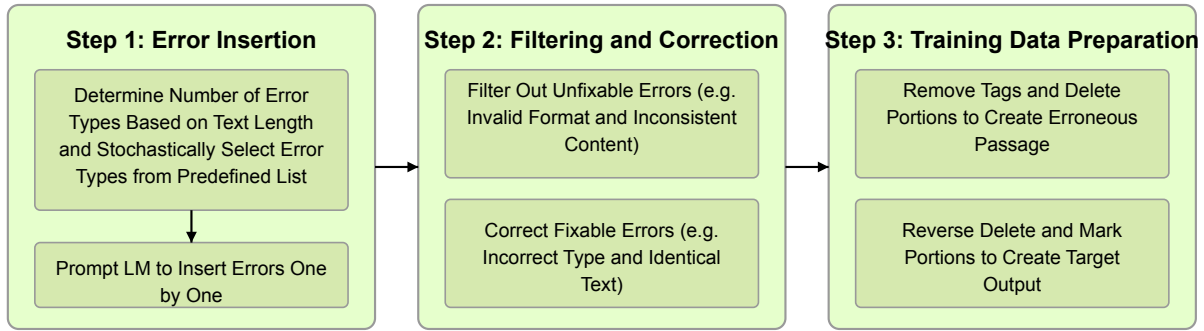 Step 1: Error Insertion
Determine Number of Error
Types Based on Text Length
and Stochastically Select Error
Types from Predefined List
Prompt LM to Insert Errors One
by One
Step 2: Filtering and Correction
Filter Out Unfixable Errors (e.g.
Invalid Format and Inconsistent
Content)
Correct Fixable Errors (e.g.
Incorrect Type and Identical
Text)
Step 3: Training Data Preparation
Remove Tags and Delete
Portions to Create Erroneous
Passage
Reverse Delete and Mark
Portions to Create Target
Output